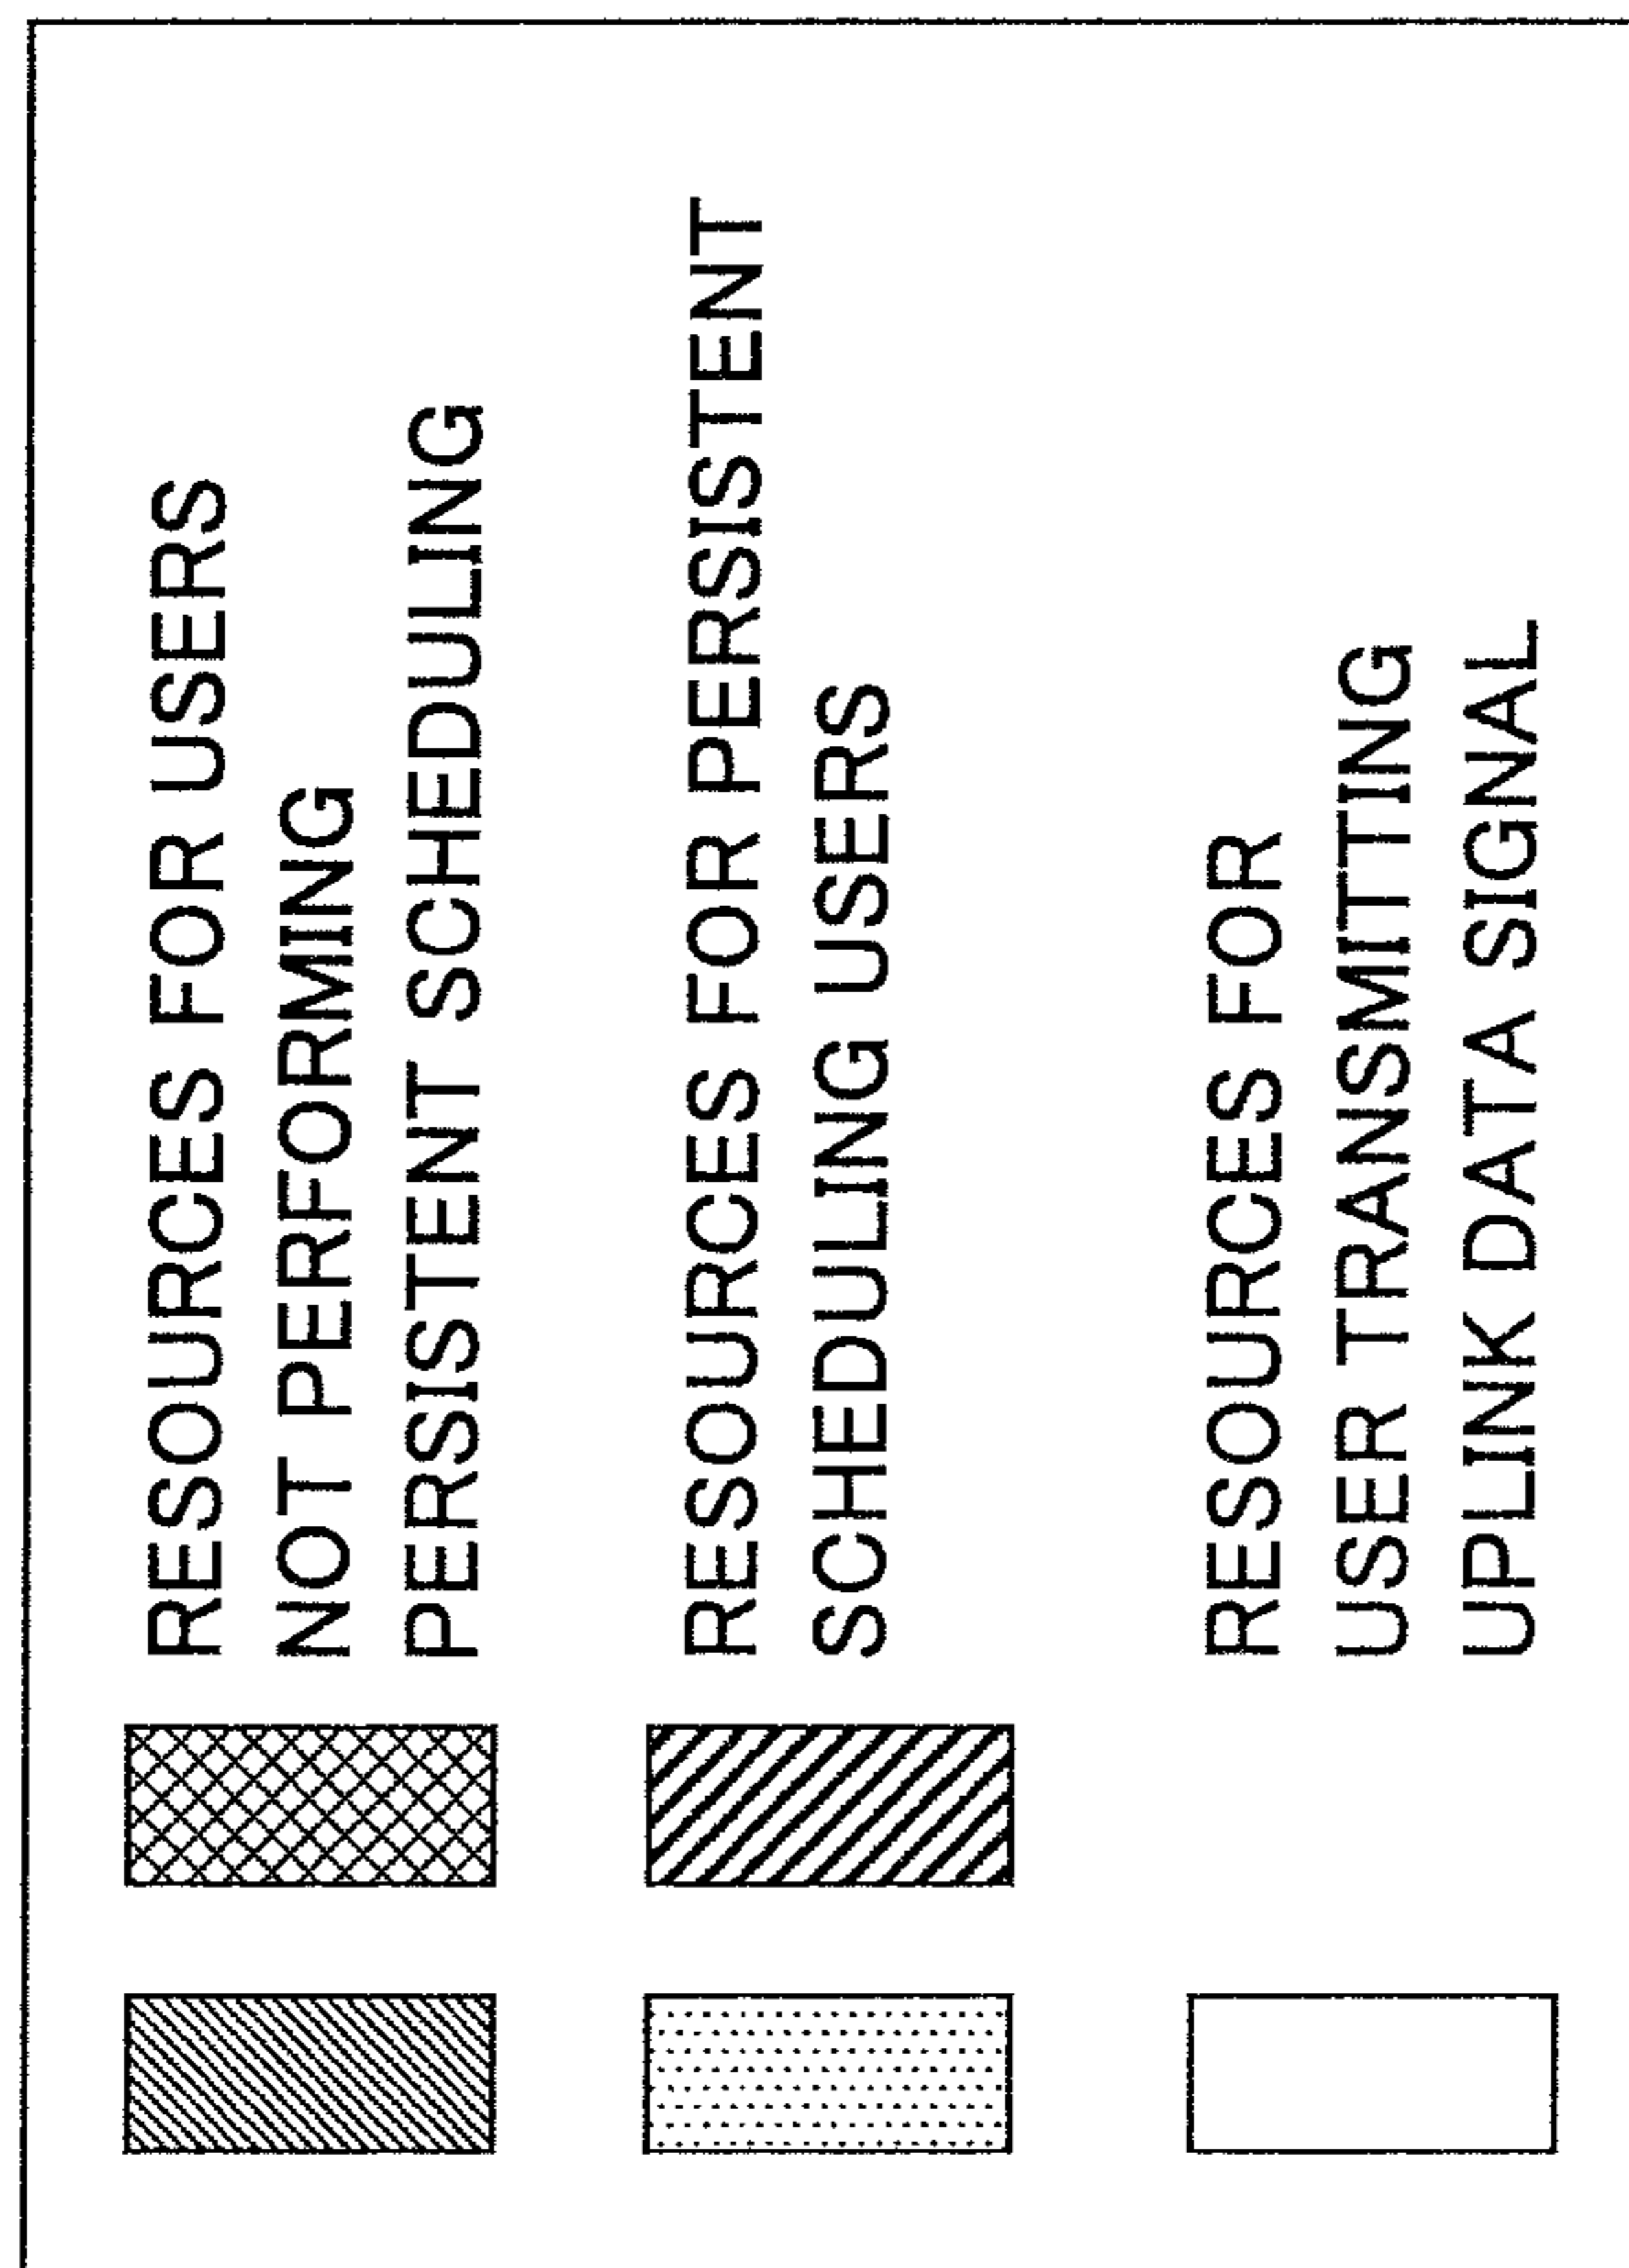 RESOURCES FOR USERS
NOT PERFORMING
PERSISTENT SCHEDULING
RESOURCES FOR PERSISTENT
SCHEDULING USERS
RESOURCES FOR
USER TRANSMITTING
UPLINK DATA SIGNAL